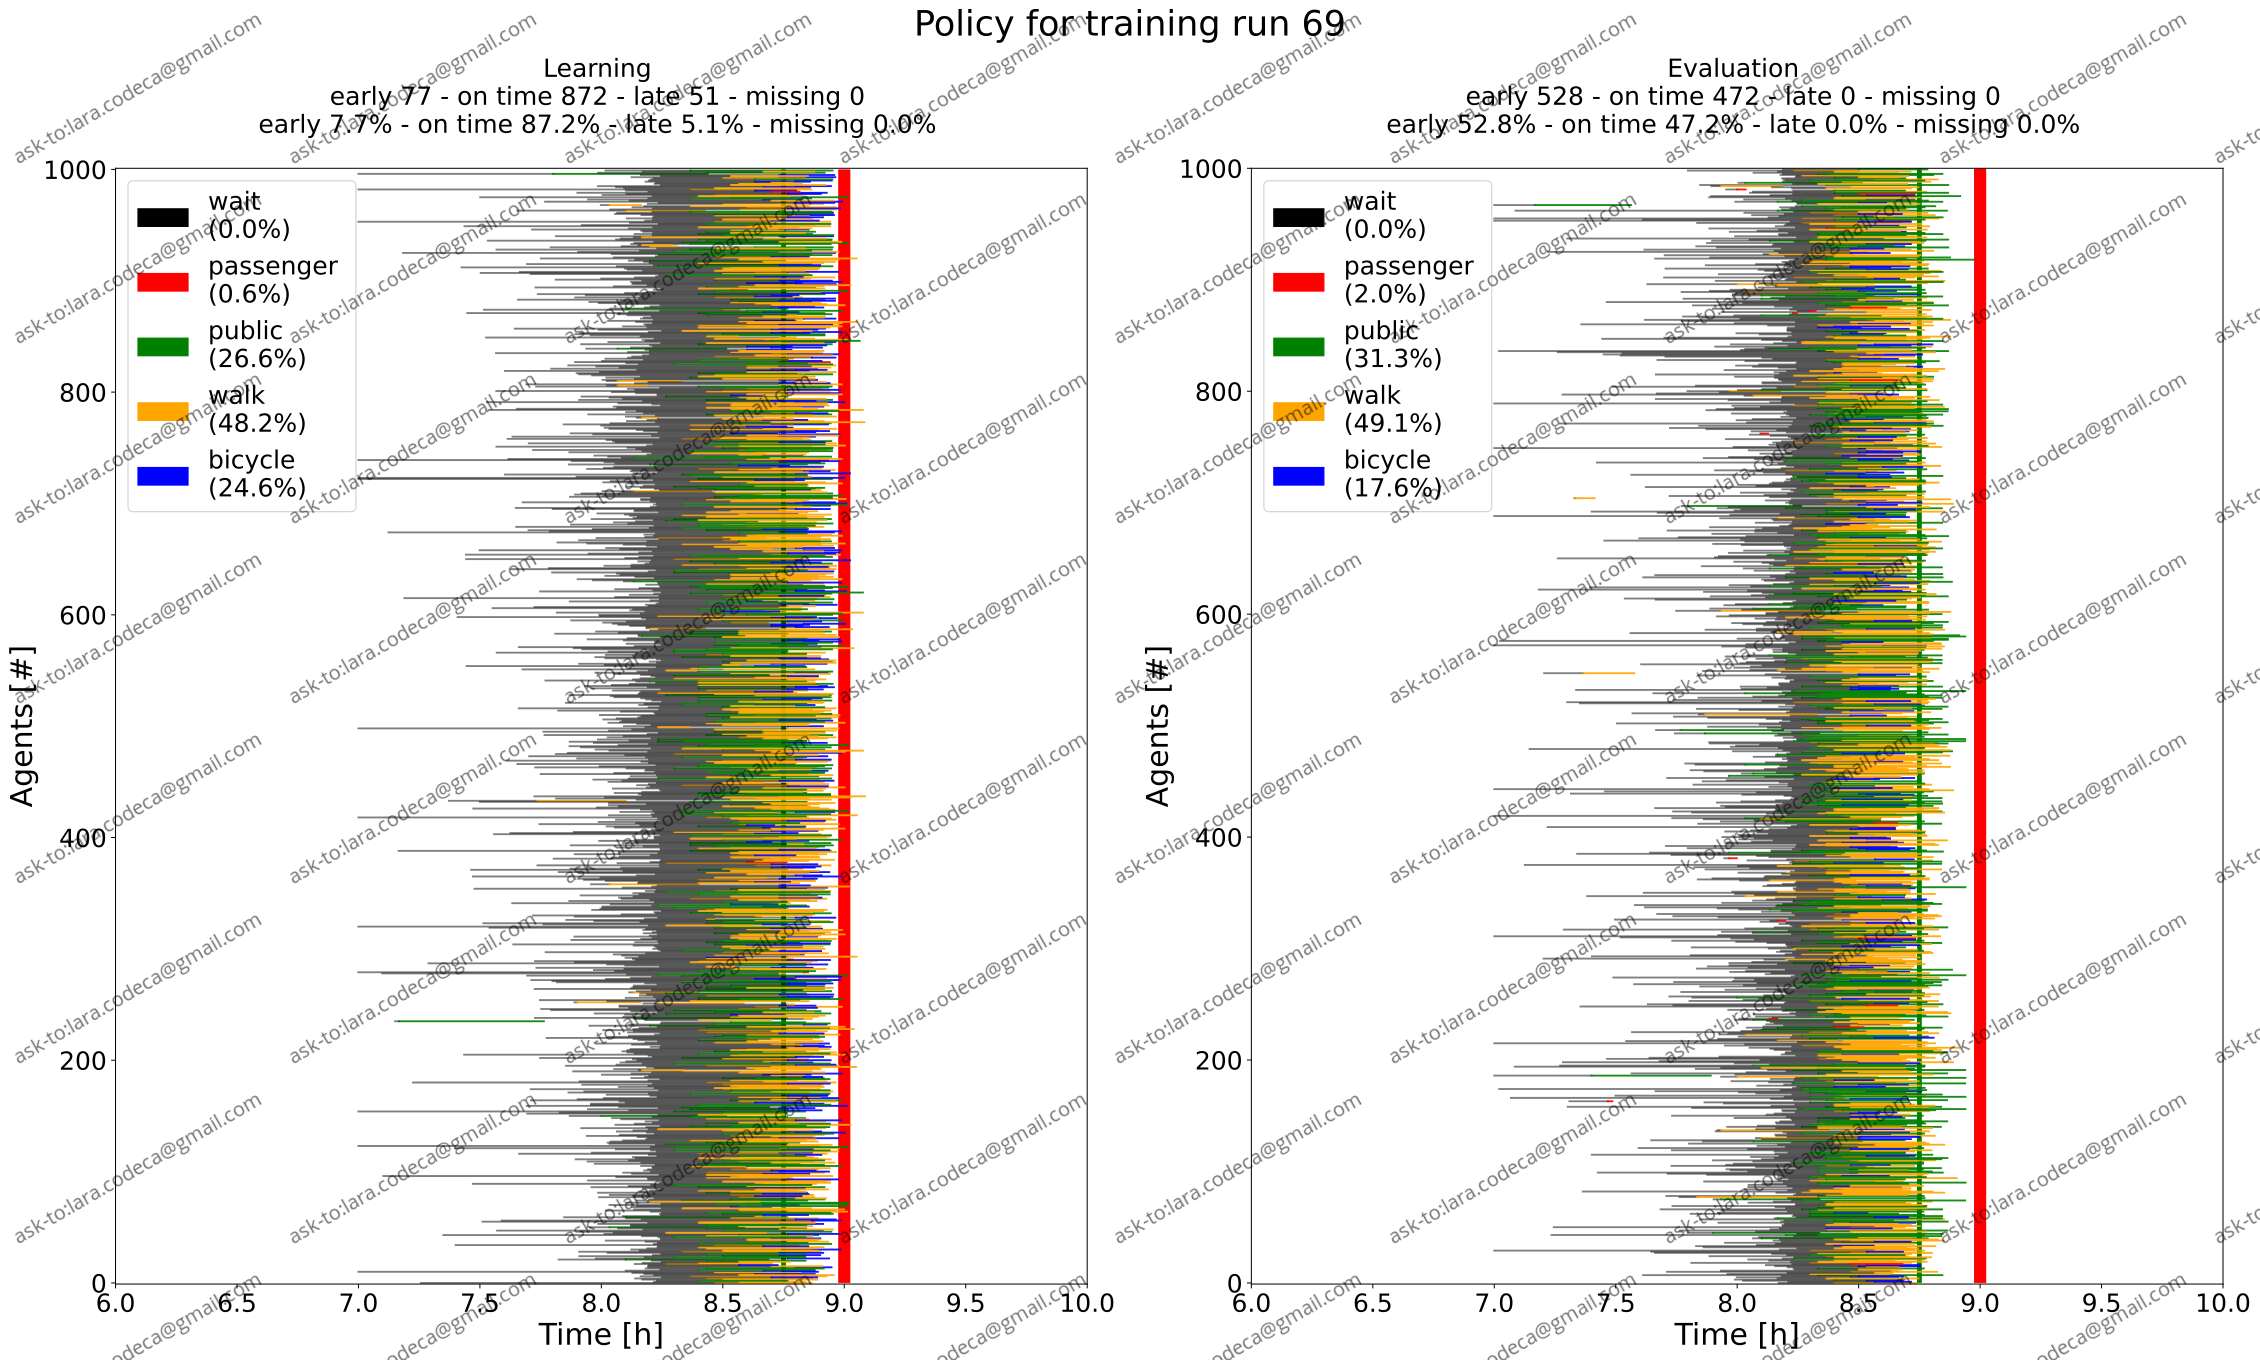 Policy for training run 69
Learning
early 77 - on time 872 - late 51 - missing 0
early 7.7% - on time 87.2% - late 5.1% - missing 0.0%
1000
800
600
400
200
0
Agents [#]
wait
(0.0%)
passenger
(0.6%)
public
(26.6%)
walk
(48.2%)
bicycle
(24.6%)
6.0 6.5 7.0 7.5 8.0 8.5 9.0 9.5 10.0
Time [h]
Evaluation
early 528 - on time 472 - late 0 - missing 0
early 52.8% - on time 47.2% - late 0.0% - missing 0.0%
1000
800
600
400
200
0
Agents [#]
wait
(0.0%)
passenger
(2.0%)
public
(31.3%)
walk
(49.1%)
bicycle
(17.6%)
6.0 6.5 7.0 7.5 8.0 8.5 9.0 9.5 10.0
Time [h]
ask-to:lara.codeca@gmail.com